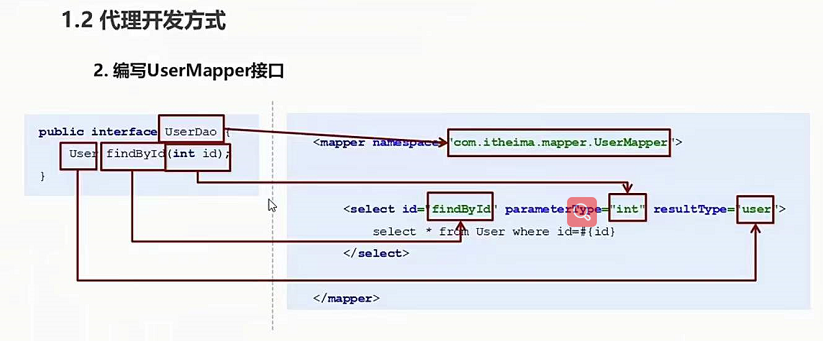 1.2 代理开发方式
2. 编写UserMapper接口
public interface UserDao {
User findById(int id);
}
<mapper namespace="com.itheima.mapper.UserMapper">
<select id="findById" parameterType="int" resultType="user">
select * from User where id=#{id}
</select>
</mapper>